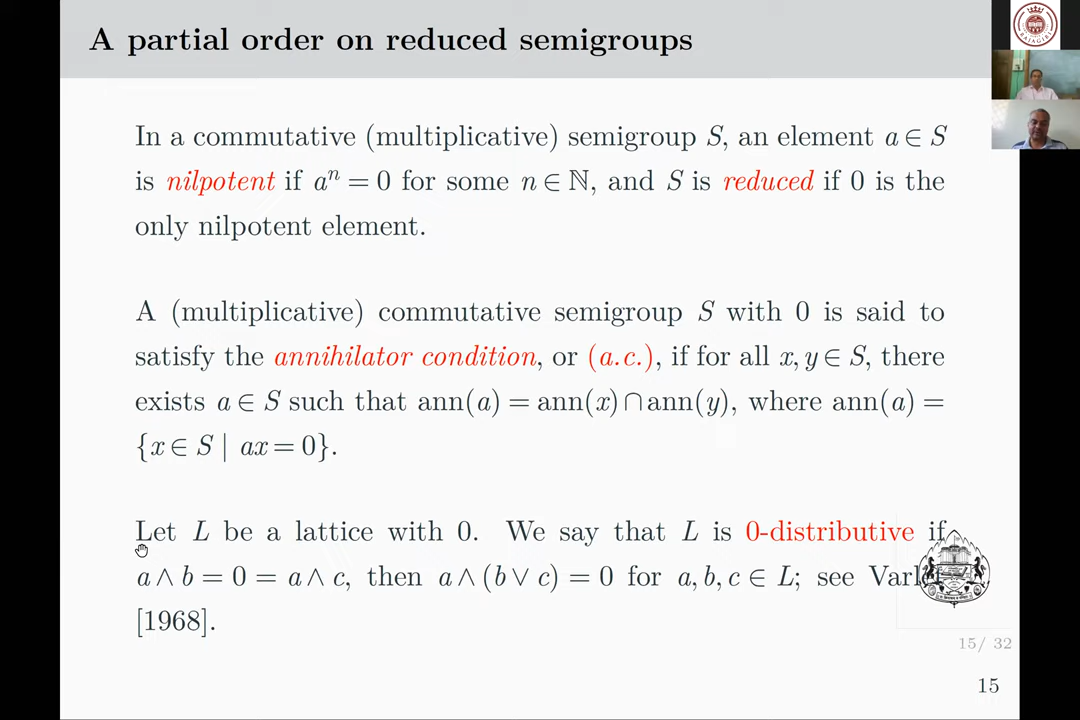 A partial order on reduced semigroups
In a commutative (multiplicative) semigroup S, an element a ∈ S
is nilpotent if aⁿ = 0 for some n ∈ ℕ, and S is reduced if 0 is the
only nilpotent element.
A (multiplicative) commutative semigroup S with 0 is said to
satisfy the annihilator condition, or (a.c.), if for all x, y ∈ S, there
exists a ∈ S such that ann(a) = ann(x) ∩ ann(y), where ann(a) =
{x ∈ S | ax = 0}.
Let L be a lattice with 0. We say that L is 0-distributive if
a ∧ b = 0 = a ∧ c, then a ∧ (b ∨ c) = 0 for a, b, c ∈ L; see
[1968].
15/ 32
15
RAJAGIRI